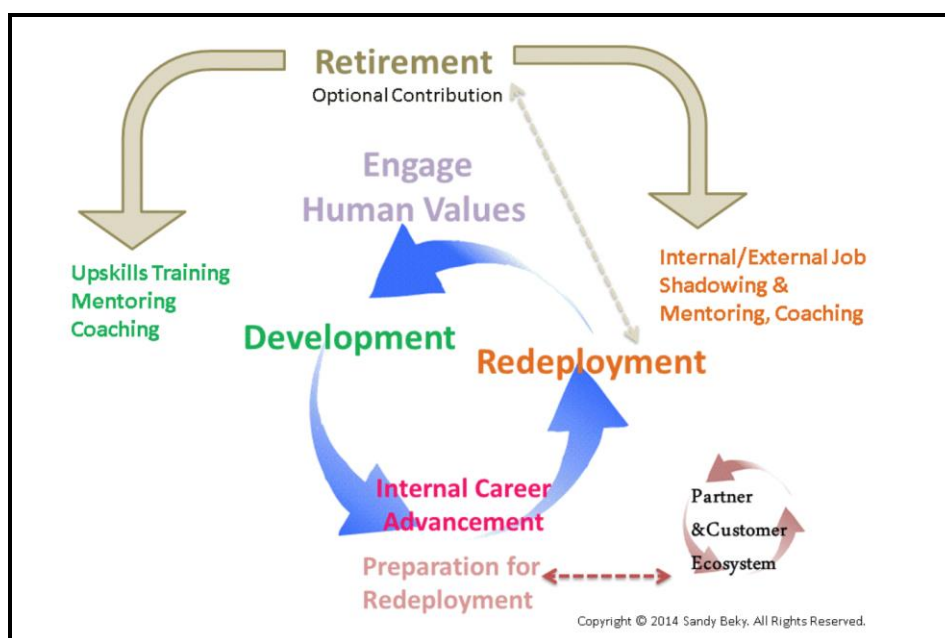 Retirement
Optional Contribution
Engage
Human Values
Upskills Training
Mentoring
Coaching
Internal/External Job
Shadowing &
Mentoring, Coaching
Development
Redeployment
Internal Career
Advancement
Preparation for
Redeployment
Partner
&Customer
Ecosystem
Copyright © 2014 Sandy Beky. All Rights Reserved.